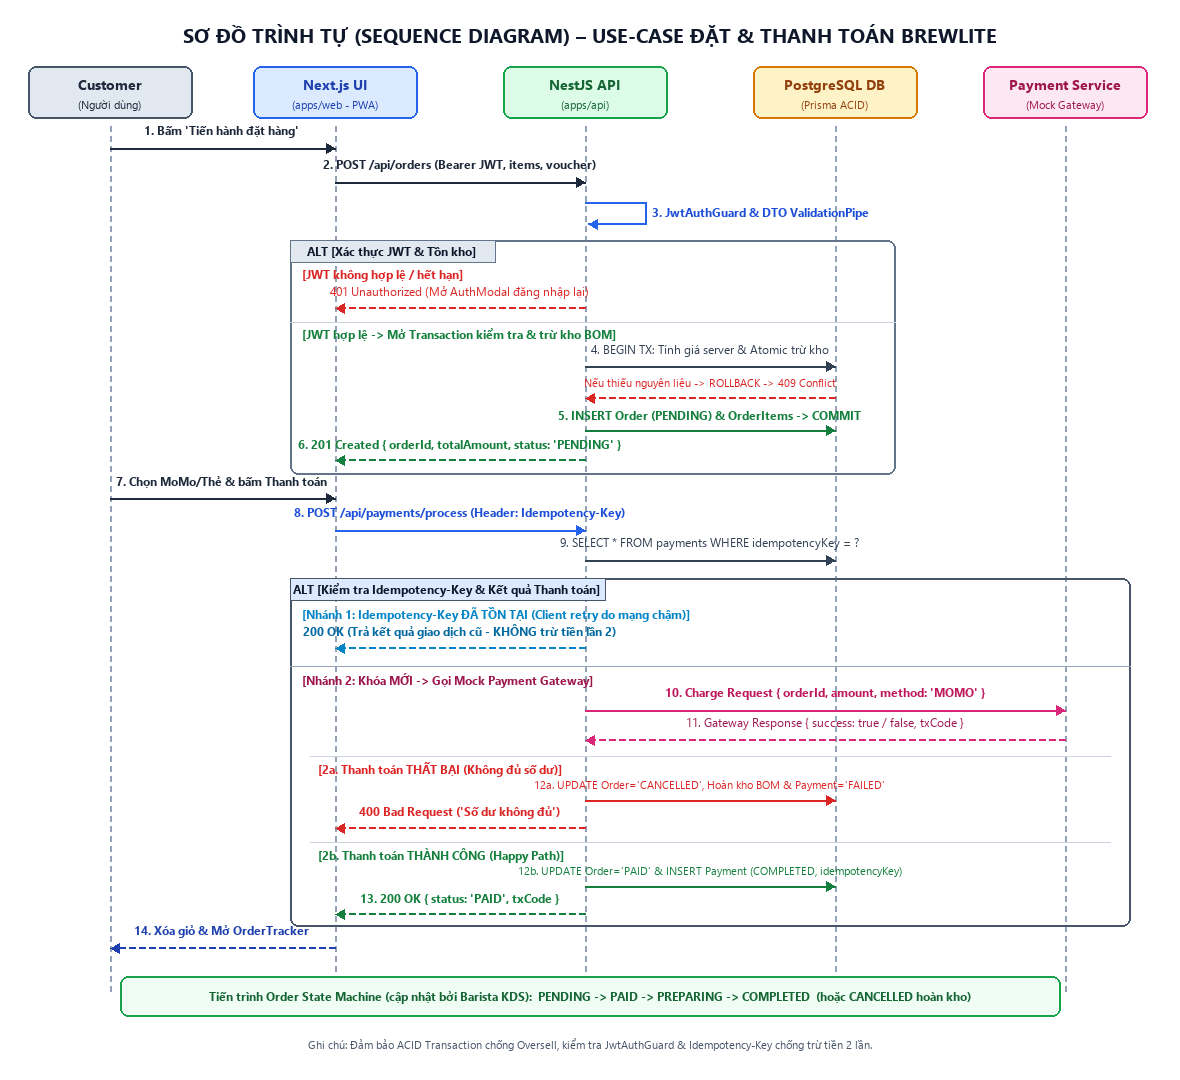 SƠ ĐỒ TRÌNH TỰ (SEQUENCE DIAGRAM) – USE-CASE ĐẶT & THANH TOÁN BREWLITE
Customer
(Người dùng)
Next.js UI
(apps/web - PWA)
NestJS API
(apps/api)
PostgreSQL DB
(Prisma ACID)
Payment Service
(Mock Gateway)
1. Bấm 'Tiến hành đặt hàng'
2. POST /api/orders (Bearer JWT, items, voucher)
3. JwtAuthGuard & DTO ValidationPipe
ALT [Xác thực JWT & Tồn kho]
[JWT không hợp lệ / hết hạn]
401 Unauthorized (Mở AuthModal đăng nhập lại)
[JWT hợp lệ -> Mở Transaction kiểm tra & trừ kho BOM]
4. BEGIN TX: Tính giá server & Atomic trừ kho
Nếu thiếu nguyên liệu -> ROLLBACK -> 409 Conflict
5. INSERT Order (PENDING) & OrderItems -> COMMIT
6. 201 Created { orderId, totalAmount, status: 'PENDING' }
7. Chọn MoMo/Thẻ & bấm Thanh toán
8. POST /api/payments/process (Header: Idempotency-Key)
9. SELECT * FROM payments WHERE idempotencyKey = ?
ALT [Kiểm tra Idempotency-Key & Kết quả Thanh toán]
[Nhánh 1: Idempotency-Key ĐÃ TỒN TẠI (Client retry do mạng chậm)]
200 OK (Trả kết quả giao dịch cũ - KHÔNG trừ tiền lần 2)
[Nhánh 2: Khóa MỚI -> Gọi Mock Payment Gateway]
10. Charge Request { orderId, amount, method: 'MOMO' }
11. Gateway Response { success: true / false, txCode }
[2a. Thanh toán THẤT BẠI (Không đủ số dư)]
12a. UPDATE Order='CANCELLED', Hoàn kho BOM & Payment='FAILED'
400 Bad Request ('Số dư không đủ')
[2b. Thanh toán THÀNH CÔNG (Happy Path)]
12b. UPDATE Order='PAID' & INSERT Payment (COMPLETED, idempotencyKey)
13. 200 OK { status: 'PAID', txCode }
14. Xóa giỏ & Mở OrderTracker
Tiến trình Order State Machine (cập nhật bởi Barista KDS): PENDING -> PAID -> PREPARING -> COMPLETED (hoặc CANCELLED hoàn kho)
Ghi chú: Đảm bảo ACID Transaction chống Oversell, kiểm tra JwtAuthGuard & Idempotency-Key chống trừ tiền 2 lần.